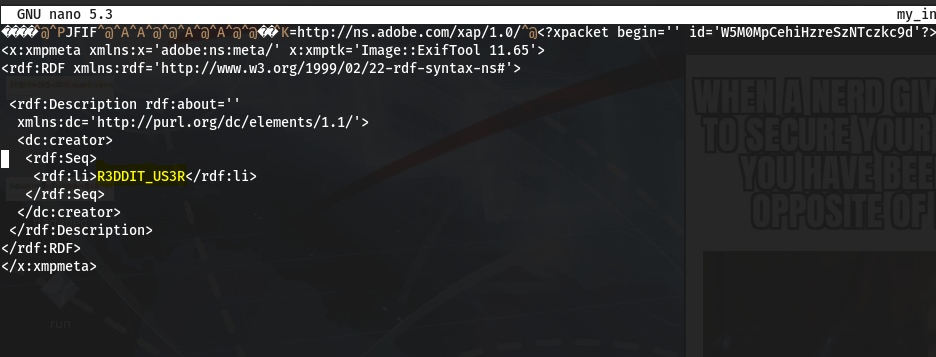 GNU nano 5.3 my_in
����^@^PJFIF^@^A^A^@^@^A^@^A^@^@��^K=http://ns.adobe.com/xap/1.0/^@<?xpacket begin='' id='W5M0MpCehiHzreSzNTczkc9d'?>
<x:xmpmeta xmlns:x='adobe:ns:meta/' x:xmptk='Image::ExifTool 11.65'>
<rdf:RDF xmlns:rdf='http://www.w3.org/1999/02/22-rdf-syntax-ns#'>
<rdf:Description rdf:about=''
xmlns:dc='http://purl.org/dc/elements/1.1/'>
<dc:creator>
<rdf:Seq>
<rdf:li>R3DDIT_US3R</rdf:li>
</rdf:Seq>
</dc:creator>
</rdf:Description>
</rdf:RDF>
</x:xmpmeta>
WHEN A NERD GIV
TO SECURE YOUR
YOU HAVE BEE
OPPOSITE OF
run